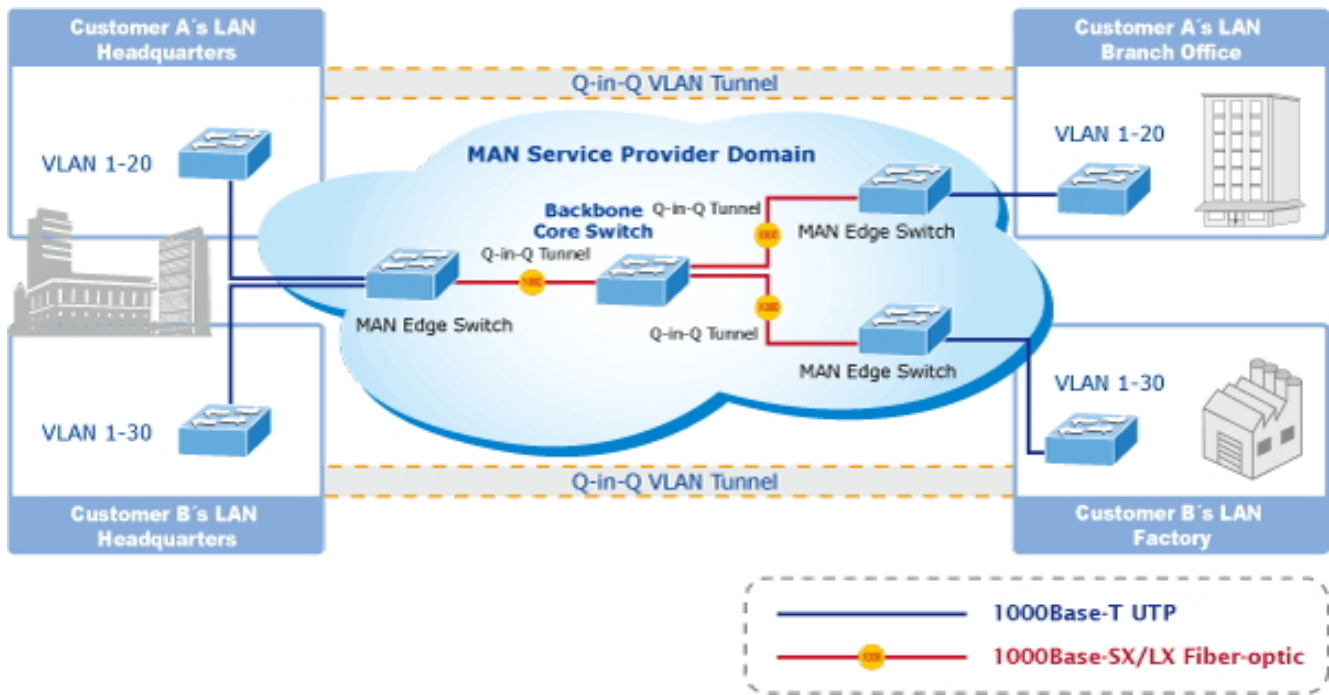 Customer A´s LAN
Headquarters
Customer A´s LAN
Branch Office
Q-in-Q VLAN Tunnel
VLAN 1-20
MAN Service Provider Domain
VLAN 1-20
Backbone
Core Switch
Q-in-Q Tunnel
MAN Edge Switch
Q-in-Q Tunnel
MAN Edge Switch
Q-in-Q Tunnel
MAN Edge Switch
VLAN 1-30
VLAN 1-30
Q-in-Q VLAN Tunnel
Customer B´s LAN
Headquarters
Customer B´s LAN
Factory
1000Base-T UTP
1000Base-SX/LX Fiber-optic